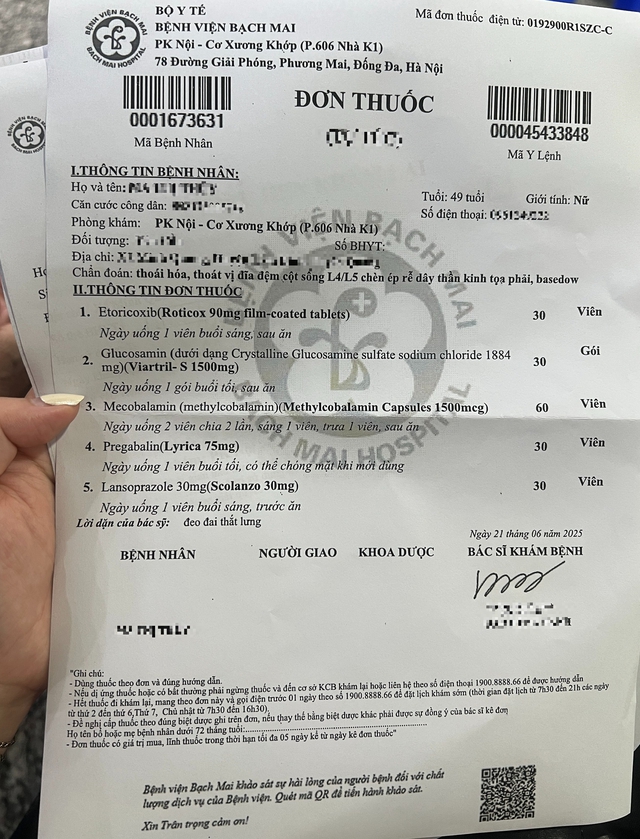 BỘ Y TẾ
BỆNH VIỆN BẠCH MAI
PK Nội - Cơ Xương Khớp (P.606 Nhà K1)
78 Đường Giải Phóng, Phương Mai, Đống Đa, Hà Nội
Mã đơn thuốc điện tử: 0192900R1SZC-C
BỆNH VIỆN BẠCH MAI
BACH MAI HOSPITAL
0001673631
Mã Bệnh Nhân
ĐƠN THUỐC
000045433848
Mã Y Lệnh
I.THÔNG TIN BỆNH NHÂN:
Họ và tên:
Tuổi: 49 tuổi Giới tính: Nữ
Căn cước công dân:
Số điện thoại:
Phòng khám: PK Nội - Cơ Xương Khớp (P.606 Nhà K1)
Đối tượng:
Số BHYT:
Địa chỉ:
Chẩn đoán: thoái hóa, thoát vị đĩa đệm cột sống L4/L5 chèn ép rễ dây thần kinh tọa phải, basedow
II.THÔNG TIN ĐƠN THUỐC
1. Etoricoxib(Roticox 90mg film-coated tablets) 30 Viên
Ngày uống 1 viên buổi sáng, sau ăn
2. Glucosamin (dưới dạng Crystalline Glucosamine sulfate sodium chloride 1884 mg)(Viartril- S 1500mg) 30 Gói
Ngày uống 1 gói buổi tối, sau ăn
3. Mecobalamin (methylcobalamin)(Methylcobalamin Capsules 1500mcg) 60 Viên
Ngày uống 2 viên chia 2 lần, sáng 1 viên, trưa 1 viên, sau ăn
4. Pregabalin(Lyrica 75mg) 30 Viên
Ngày uống 1 viên buổi tối, có thể chóng mặt khi mới dùng
5. Lansoprazole 30mg(Scolanzo 30mg) 30 Viên
Ngày uống 1 viên buổi sáng, trước ăn
Lời dặn của bác sỹ: đeo đai thắt lưng
Ngày 21 tháng 06 năm 2025
BỆNH NHÂN NGƯỜI GIAO KHOA DƯỢC BÁC SĨ KHÁM BỆNH
"Ghi chú:
- Dùng thuốc theo đơn và đúng hướng dẫn.
- Nếu dị ứng thuốc hoặc có bất thường phải ngừng thuốc và đến cơ sở KCB khám lại hoặc liên hệ theo số điện thoại 1900.8888.66 để được hướng dẫn
- Hết thuốc đi khám lại, mang theo đơn này và gọi điện trước 01 ngày theo số 1900.8888.66 để đặt lịch khám sớm (thời gian đặt lịch từ 7h30 đến 21h các ngày
từ thứ 2 đến thứ 6,Thứ 7, Chủ nhật từ 7h30 đến 16h30).
- Đề nghị cấp thuốc theo đúng biệt dược ghi trên đơn, nếu thay thế bằng biệt dược khác phải được sự đồng ý của bác sĩ kê đơn
Họ tên bố hoặc mẹ bệnh nhân dưới 72 tháng tuổi:
- Đơn thuốc có giá trị mua, lĩnh thuốc trong thời hạn tối đa 05 ngày kể từ ngày kê đơn thuốc"
Bệnh viện Bạch Mai khảo sát sự hài lòng của người bệnh đối với chất
lượng dịch vụ của Bệnh viện. Quét mã QR để tiến hành khảo sát.
Xin Trân trọng cảm ơn!